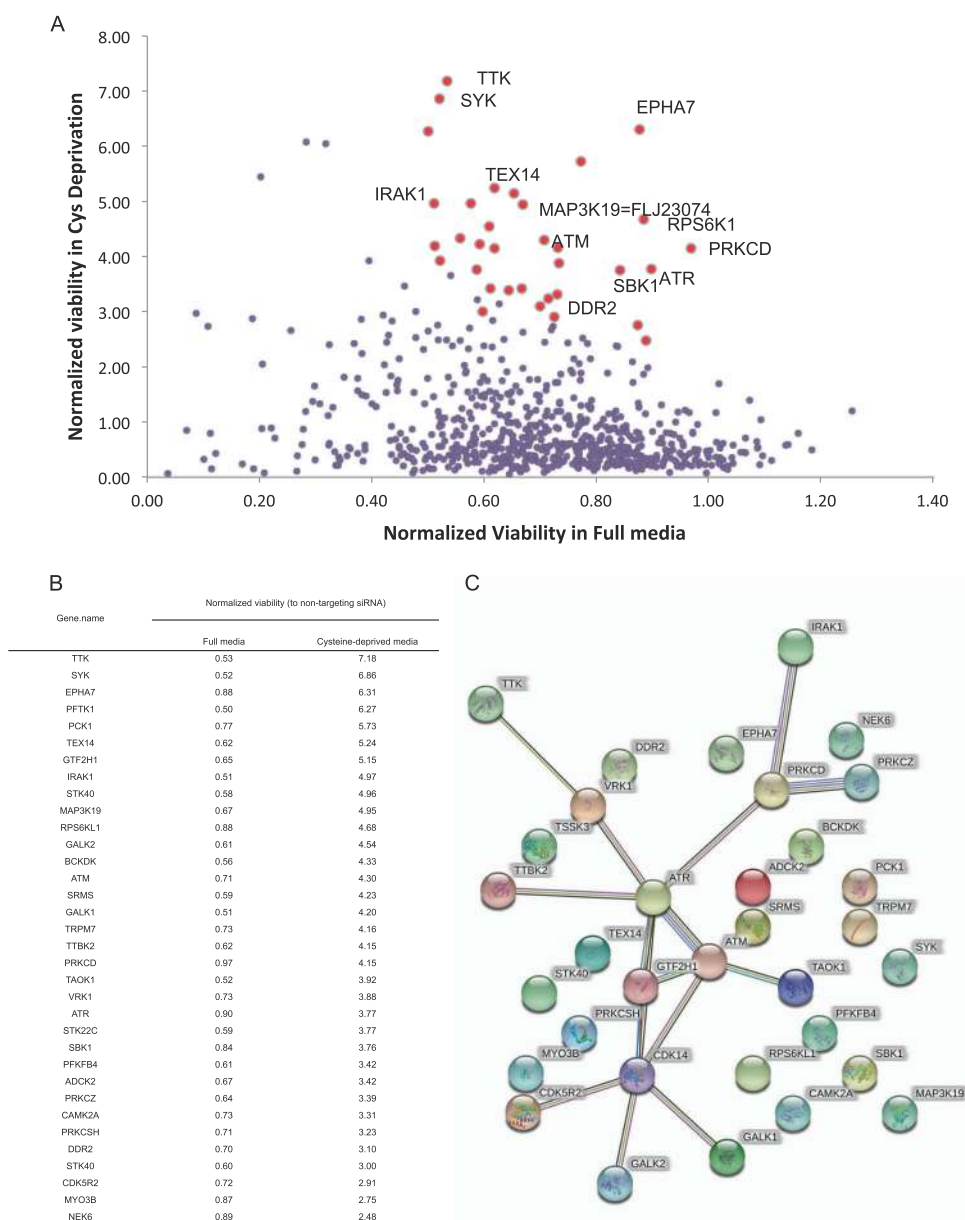 A
8.00
7.00
6.00
5.00
4.00
3.00
2.00
1.00
0.00
Normalized viability in Cys Deprivation
TTK
SYK
EPHA7
TEX14
IRAK1
MAP3K19=FLJ23074
RPS6K1
ATM
PRKCD
SBK1
ATR
DDR2
0.00 0.20 0.40 0.60 0.80 1.00 1.20 1.40
Normalized Viability in Full media
B
Gene.name
Normalized viability (to non-targeting siRNA)
Full media Cysteine-deprived media
TTK 0.53 7.18
SYK 0.52 6.86
EPHA7 0.88 6.31
PFTK1 0.50 6.27
PCK1 0.77 5.73
TEX14 0.62 5.24
GTF2H1 0.65 5.15
IRAK1 0.51 4.97
STK40 0.58 4.96
MAP3K19 0.67 4.95
RPS6KL1 0.88 4.68
GALK2 0.61 4.54
BCKDK 0.56 4.33
ATM 0.71 4.30
SRMS 0.59 4.23
GALK1 0.51 4.20
TRPM7 0.73 4.16
TTBK2 0.62 4.15
PRKCD 0.97 4.15
TAOK1 0.52 3.92
VRK1 0.73 3.88
ATR 0.90 3.77
STK22C 0.59 3.77
SBK1 0.84 3.76
PFKFB4 0.61 3.42
ADCK2 0.67 3.42
PRKCZ 0.64 3.39
CAMK2A 0.73 3.31
PRKCSH 0.71 3.23
DDR2 0.70 3.10
STK40 0.60 3.00
CDK5R2 0.72 2.91
MYO3B 0.87 2.75
NEK6 0.89 2.48
C
IRAK1
TTK
NEK6
EPHA7
DDR2
PRKCD
PRKCZ
VRK1
TSSK3
BCKDK
TTBK2
ATR
ADCK2
PCK1
SRMS
TRPM7
TEX14
ATM
SYK
STK40
GTF2H1
TAOK1
PRKCSH
PFKFB4
MYO3B
CDK14
RPS6KL1
SBK1
CDK5R2
CAMK2A
MAP3K19
GALK1
GALK2